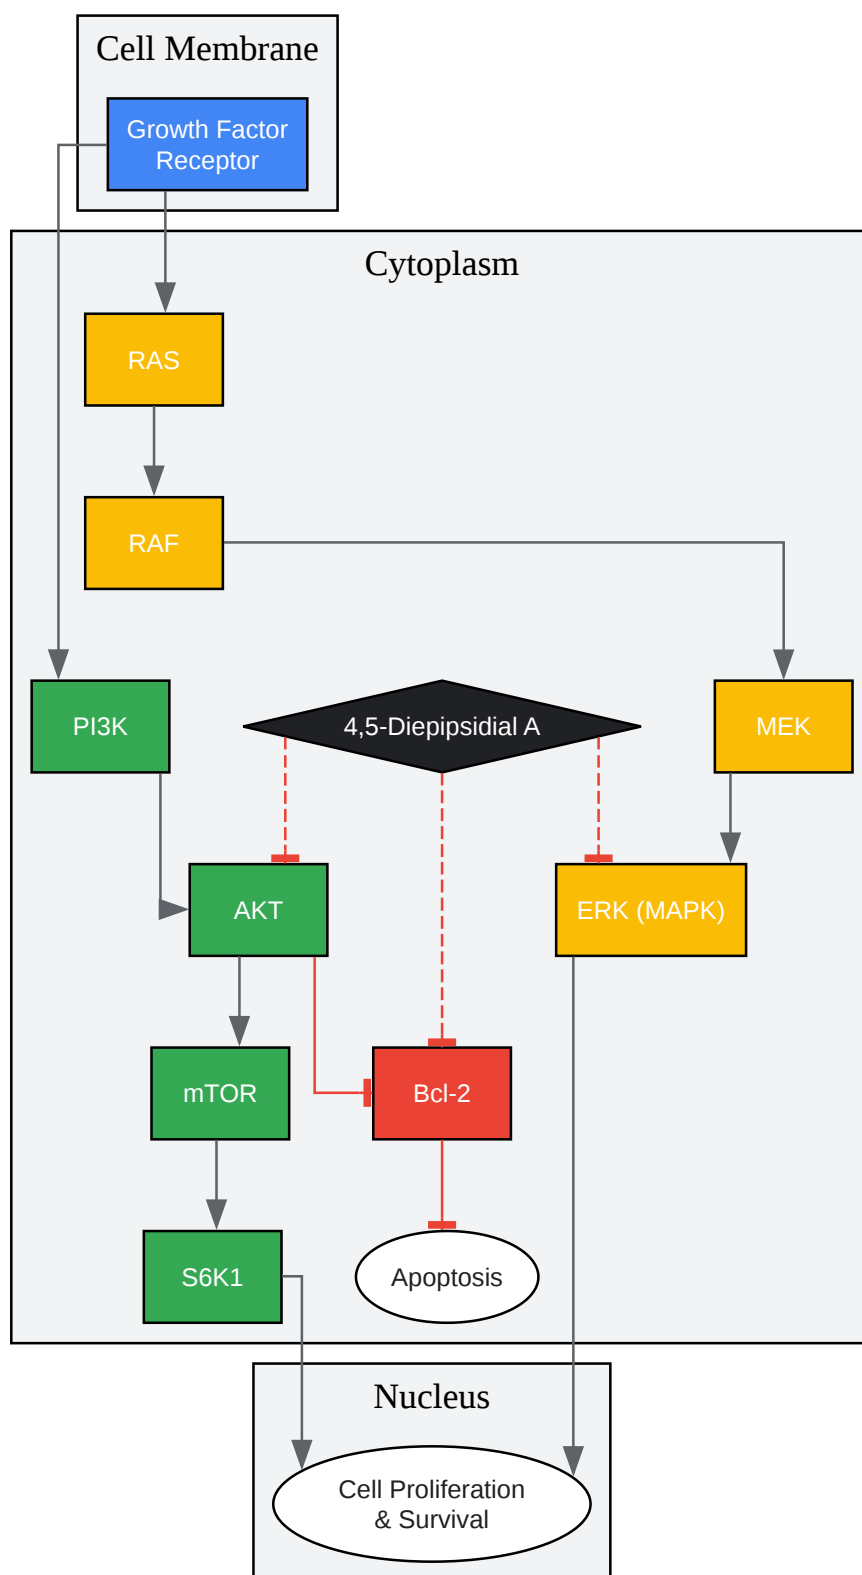 Cell Membrane
Growth Factor
Receptor
Cytoplasm
RAS
RAF
PI3K
4,5-Diepipsidial A
MEK
AKT
ERK (MAPK)
mTOR
Bcl-2
S6K1
Apoptosis
Nucleus
Cell Proliferation
& Survival